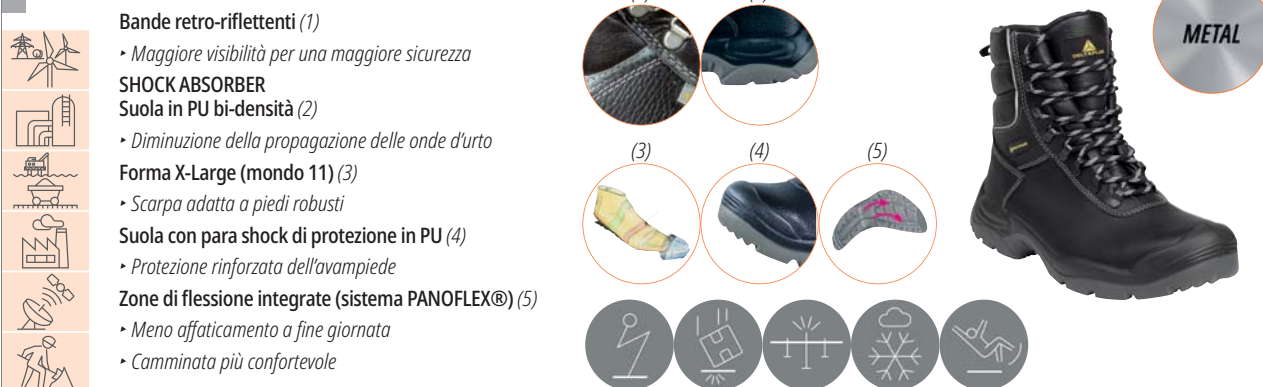 Bande retro-riflettenti (1)
‣ Maggiore visibilità per una maggiore sicurezza
SHOCK ABSORBER
Suola in PU bi-densità (2)
‣ Diminuzione della propagazione delle onde d'urto
Forma X-Large (mondo 11) (3)
‣ Scarpa adatta a piedi robusti
Suola con para shock di protezione in PU (4)
‣ Protezione rinforzata dell'avampiede
Zone di flessione integrate (sistema PANOFLEX®) (5)
‣ Meno affaticamento a fine giornata
‣ Camminata più confortevole
(3) (4) (5)
DELTAPLUS
METAL